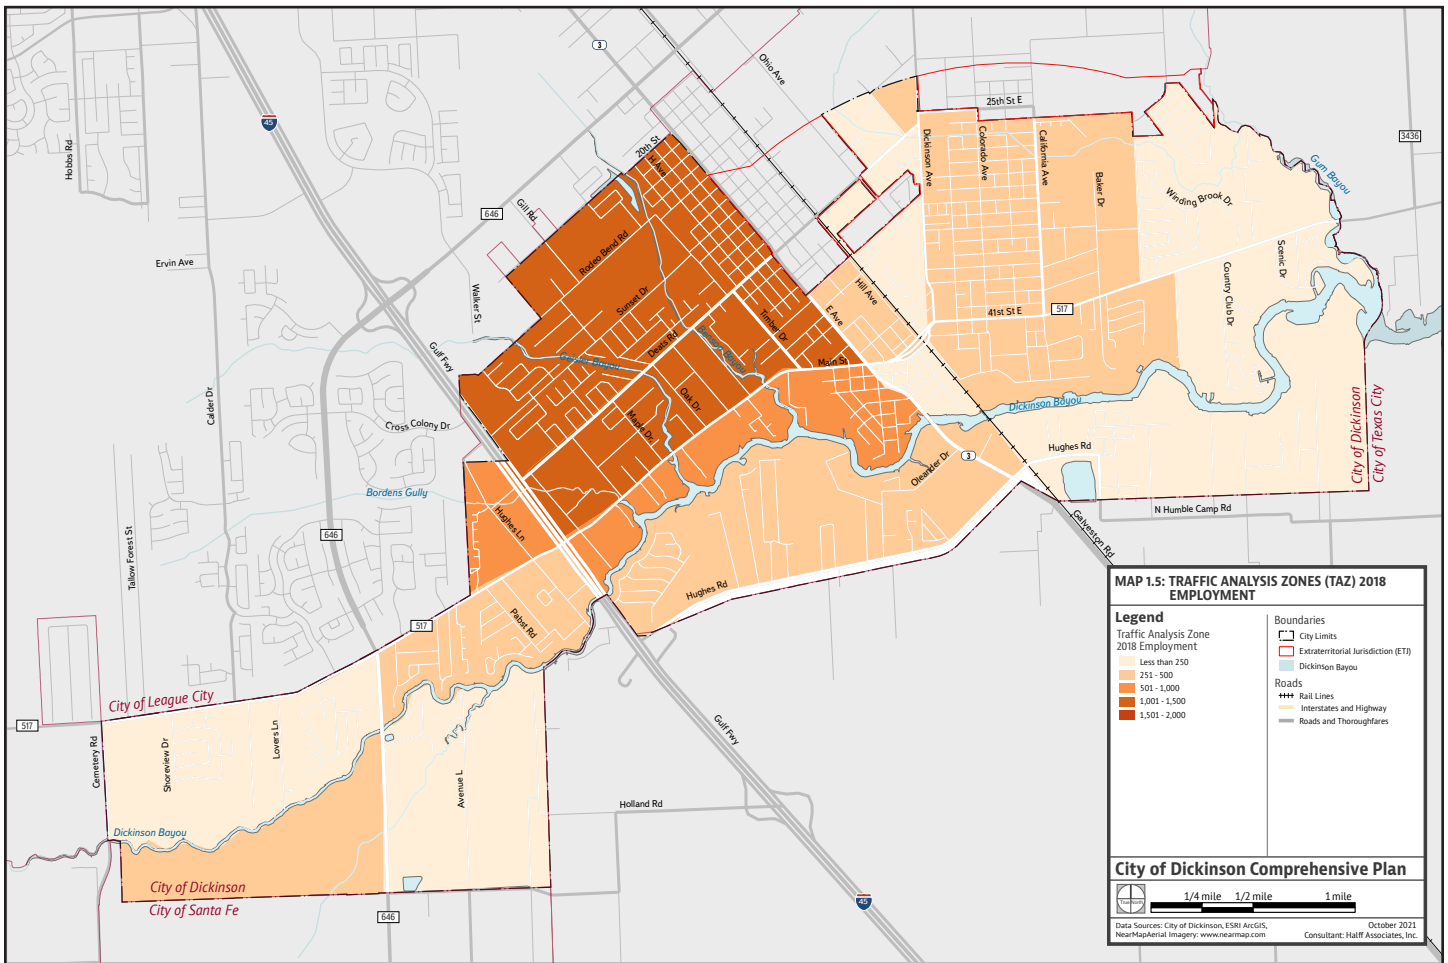 3
Ohio Ave
25th St E
3436
45
Hobbs Rd
20th St
H Ave
Dickinson Ave
Colorado Ave
California Ave
Baker Dr
Gum Bayou
Winding Brook Dr
646
Gill Rd
Rodeo Bend Rd
Ervin Ave
Scenic Dr
Country Club Dr
Walker St
Sunset Dr
Hill Ave
E Ave
41st St E
517
Timber Dr
Deats Rd
Benson Bayou
Geisler Bayou
Main St
Gulf Fwy
Calder Dr
Oak Dr
Maple Dr
Cross Colony Dr
Dickinson Bayou
City of Dickinson
City of Texas City
Hughes Rd
3
Oleander Dr
Bordens Gully
Hughes Ln
N Humble Camp Rd
Galveston Rd
646
Tallow Forest St
Hughes Rd
Pabst Rd
517
City of League City
517
Cemetery Rd
Shoreview Dr
Lovers Ln
Avenue L
Gulf Fwy
Holland Rd
Dickinson Bayou
City of Dickinson
City of Santa Fe
646
45
MAP 1.5: TRAFFIC ANALYSIS ZONES (TAZ) 2018
EMPLOYMENT
Legend
Traffic Analysis Zone
2018 Employment
Less than 250
251 - 500
501 - 1,000
1,001 - 1,500
1,501 - 2,000
Boundaries
City Limits
Extraterritorial Jurisdiction (ETJ)
Dickinson Bayou
Roads
Rail Lines
Interstates and Highway
Roads and Thoroughfares
City of Dickinson Comprehensive Plan
True North
1/4 mile 1/2 mile 1 mile
Data Sources: City of Dickinson, ESRI ArcGIS,
NearMapAerial Imagery: www.nearmap.com
October 2021
Consultant: Halff Associates, Inc.